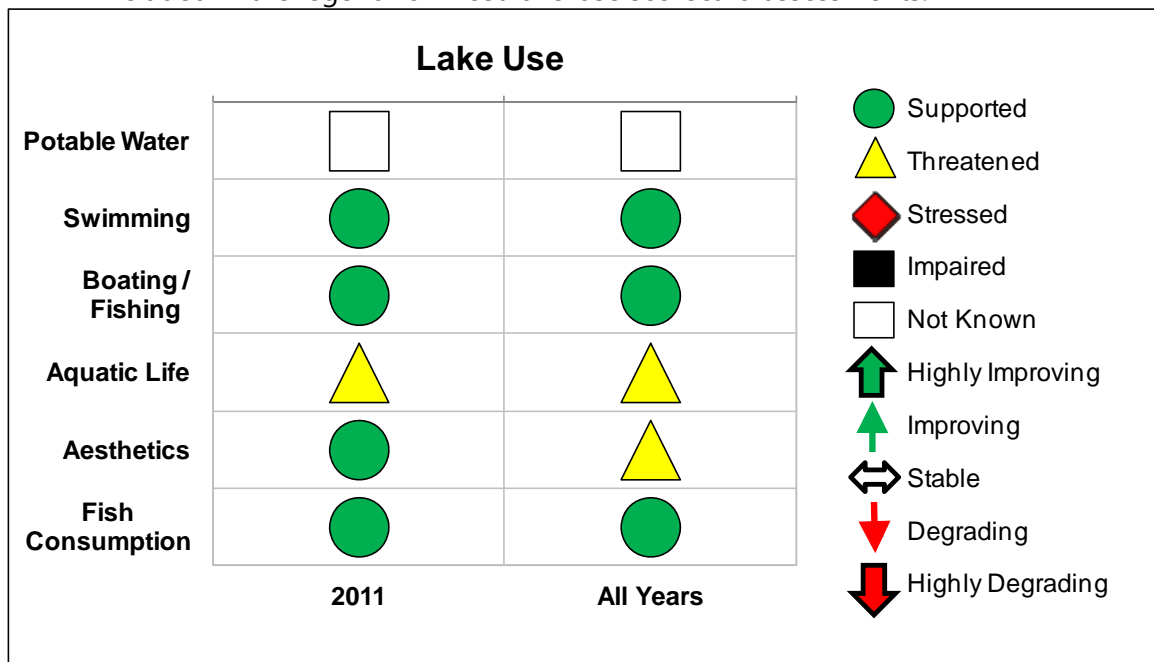 Lake Use
Potable Water
Swimming
Boating /
Fishing
Aquatic Life
Aesthetics
Fish
Consumption
2011
All Years
Supported
Threatened
Stressed
Impaired
Not Known
Highly Improving
Improving
Stable
Degrading
Highly Degrading